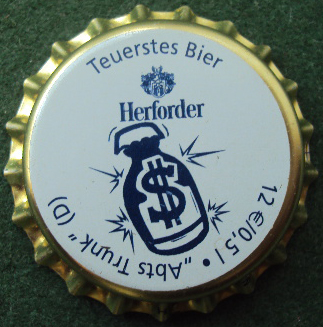 Teuerstes Bier
Herforder
$
12 €/0,5 l • „Abts Trunk“ (D)